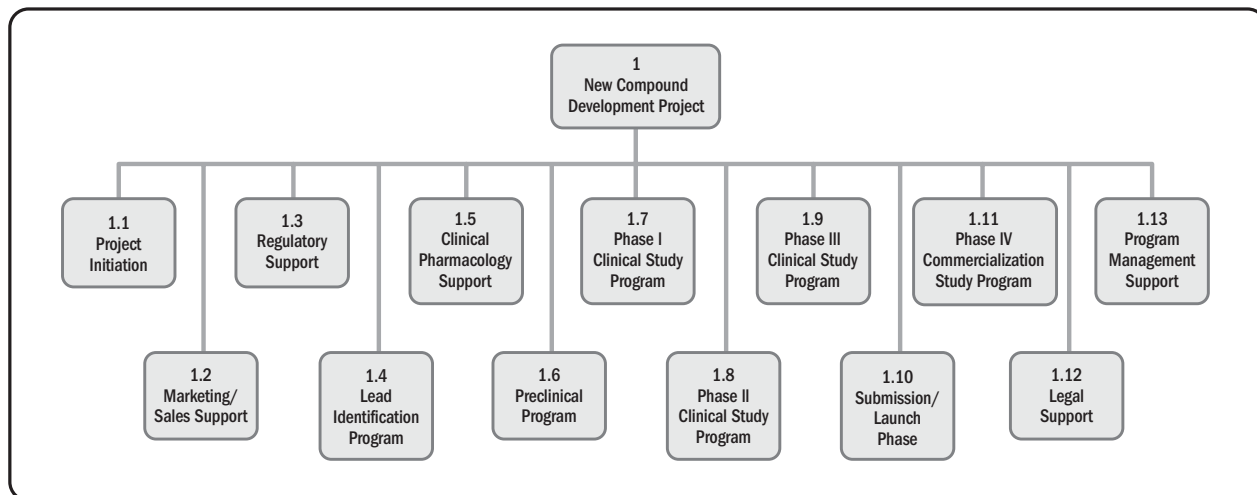 1
New Compound
Development Project
1.1
Project
Initiation
1.3
Regulatory
Support
1.5
Clinical
Pharmacology
Support
1.7
Phase I
Clinical Study
Program
1.9
Phase III
Clinical Study
Program
1.11
Phase IV
Commercialization
Study Program
1.13
Program
Management
Support
1.2
Marketing/
Sales Support
1.4
Lead
Identification
Program
1.6
Preclinical
Program
1.8
Phase II
Clinical Study
Program
1.10
Submission/
Launch
Phase
1.12
Legal
Support